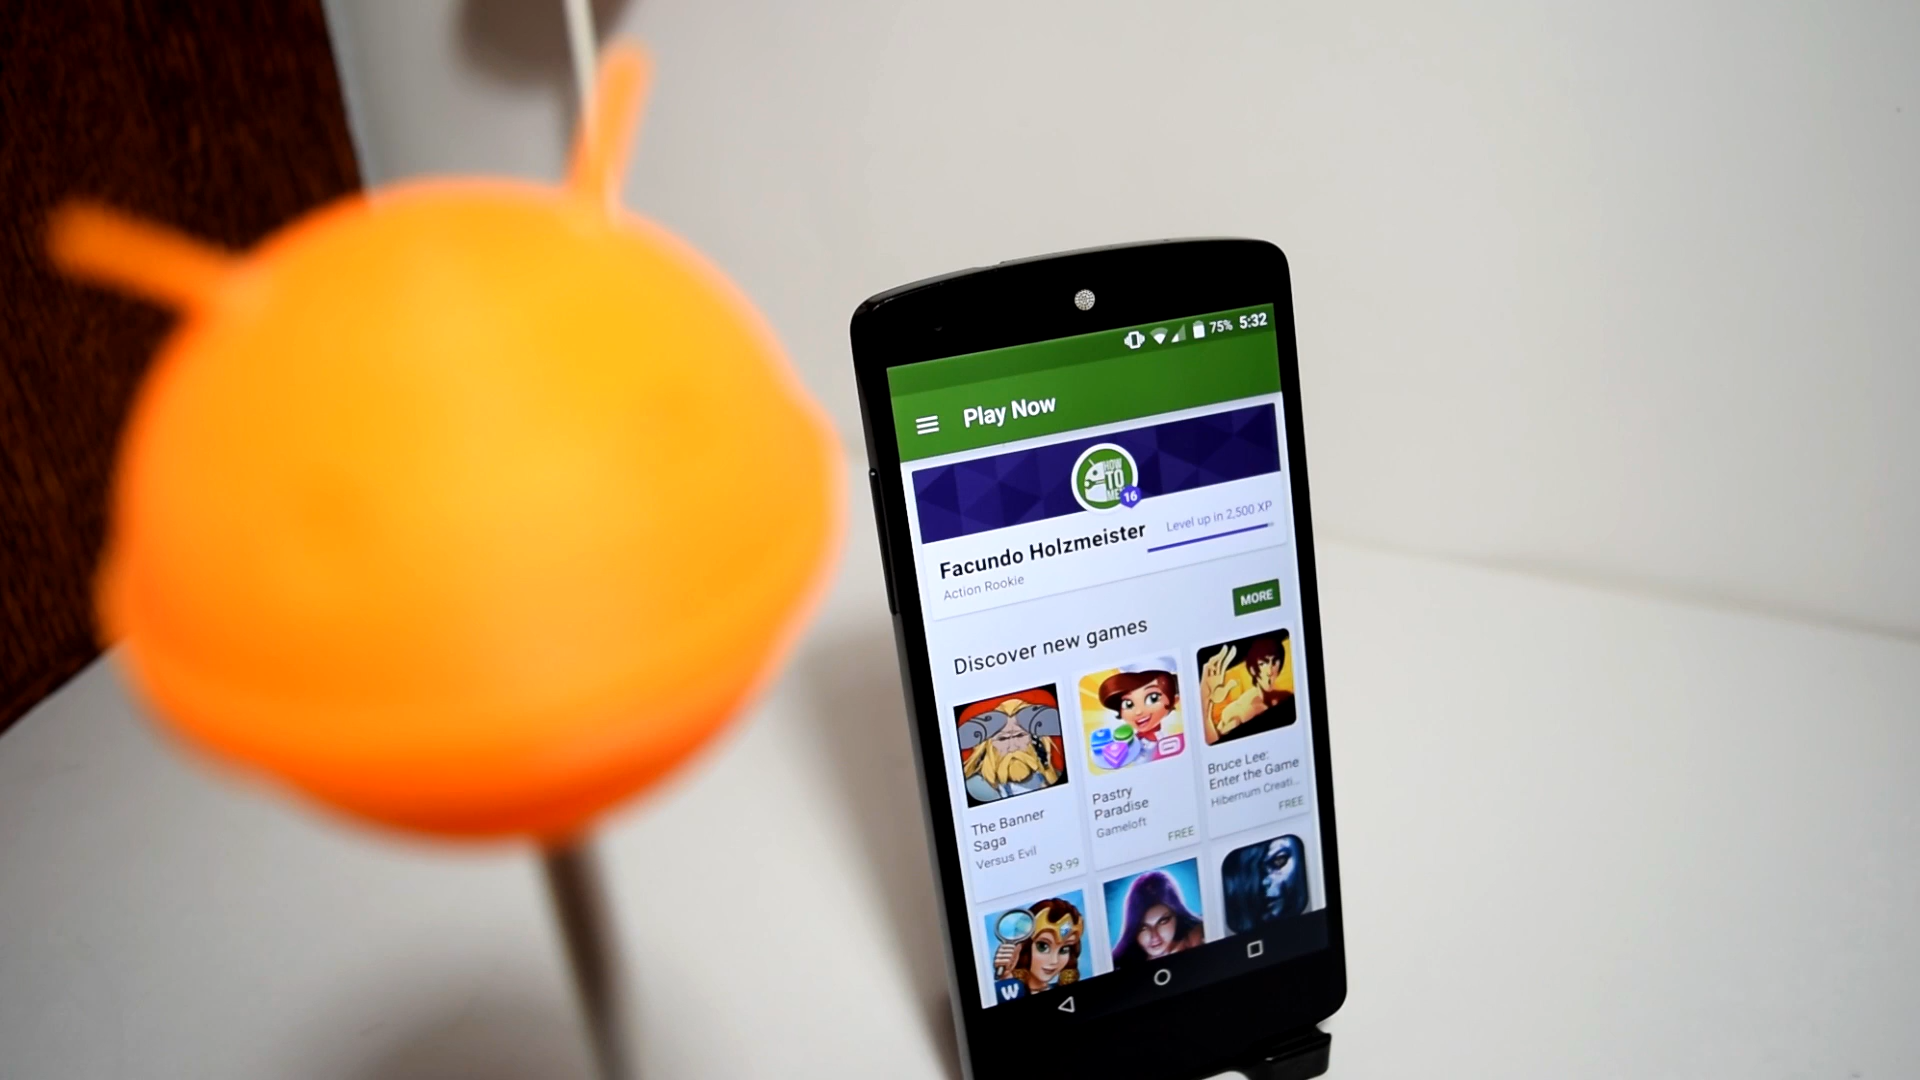 75% 5:32
Play Now
HOW
TO
ME
16
Facundo Holzmeister
Level up in 2,500 XP
Action Rookie
MORE
Discover new games
The Banner
Saga
Versus Evil
$9.99
Pastry
Paradise
Gameloft
FREE
Bruce Lee:
Enter the Game
Hibernum Creati...
FREE
W